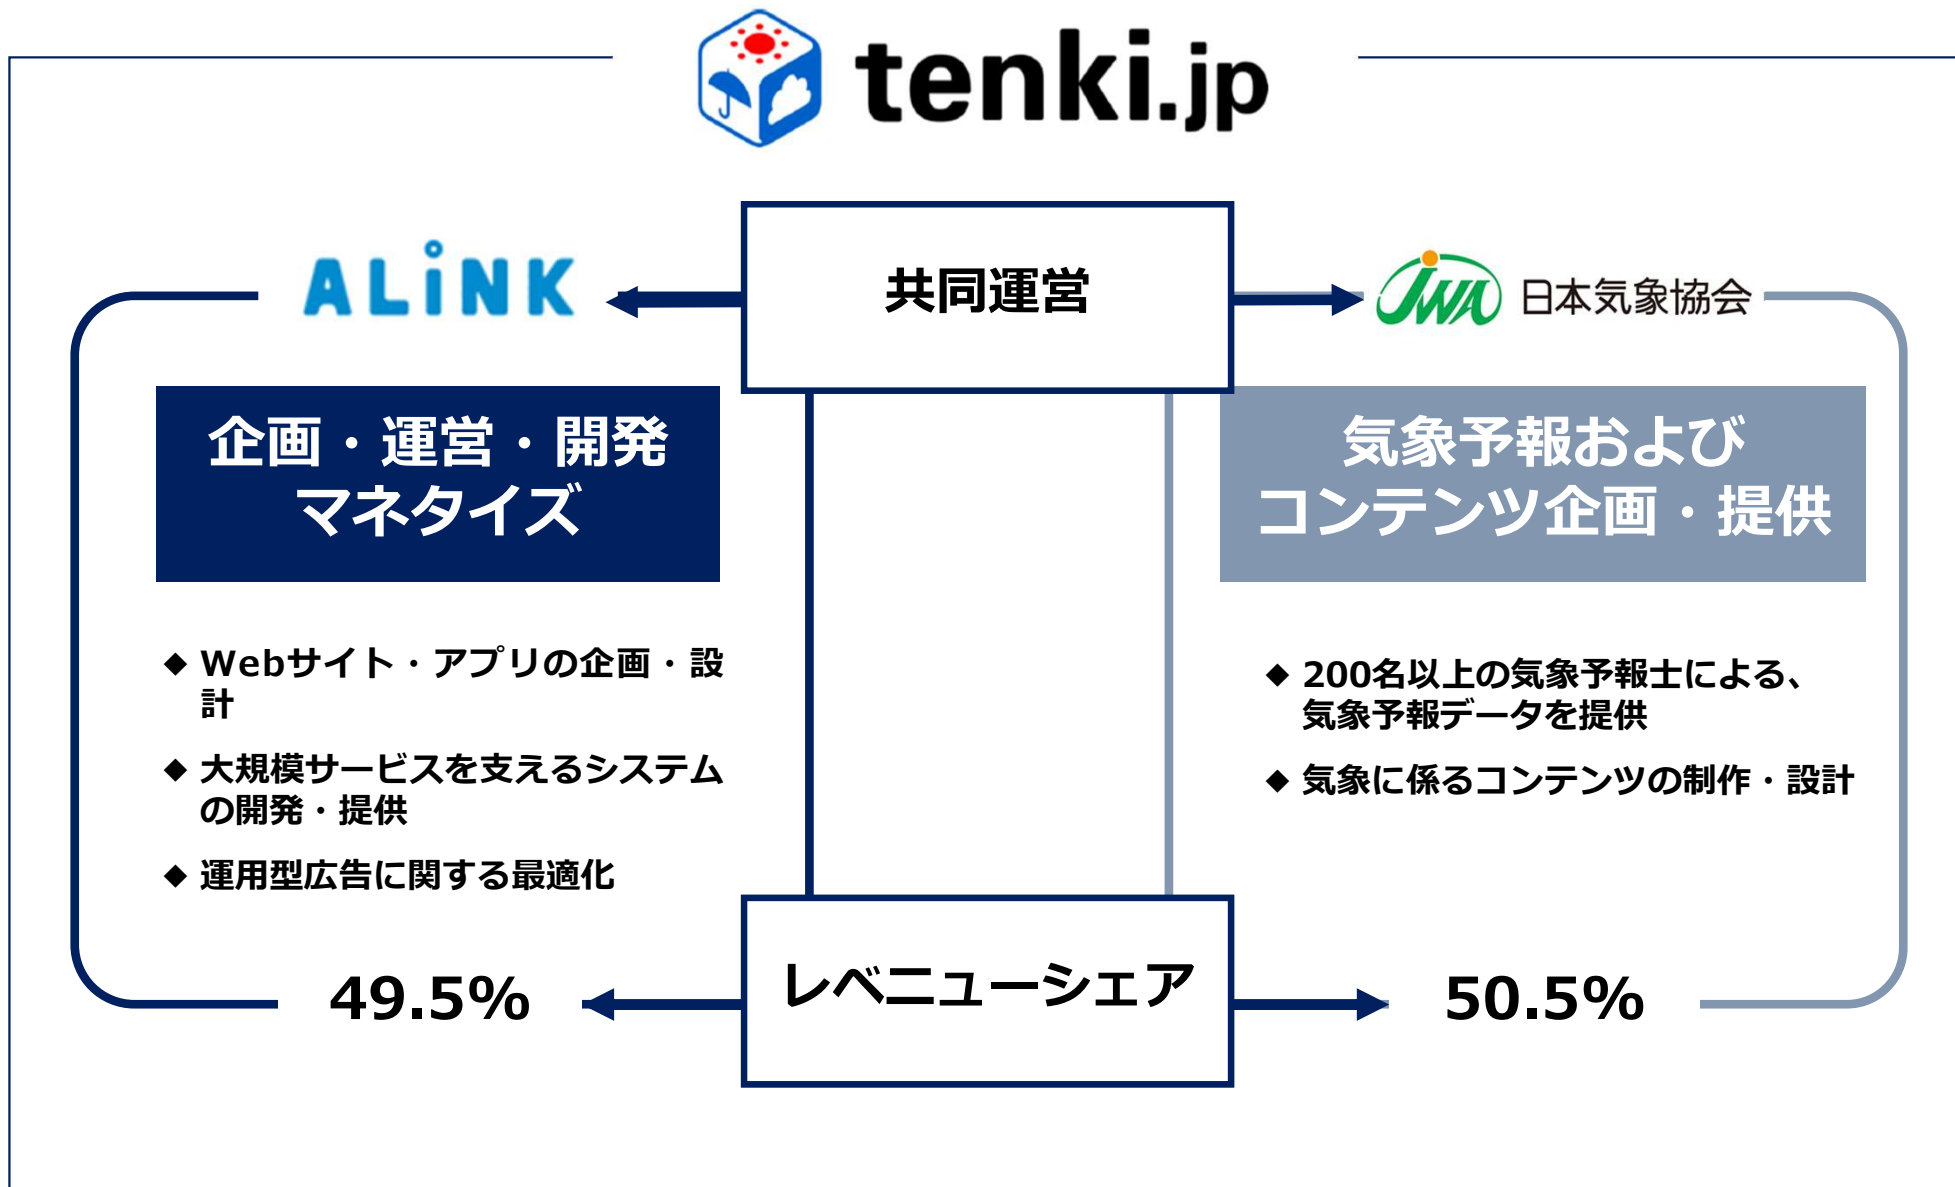 tenki.jp
ALiNK
共同運営
JWA 日本気象協会
企画・運営・開発
マネタイズ
気象予報および
コンテンツ企画・提供
◆ Webサイト・アプリの企画・設
計
◆ 大規模サービスを支えるシステム
の開発・提供
◆ 運用型広告に関する最適化
◆ 200名以上の気象予報士による、
気象予報データを提供
◆ 気象に係るコンテンツの制作・設計
49.5%
レベニューシェア
50.5%